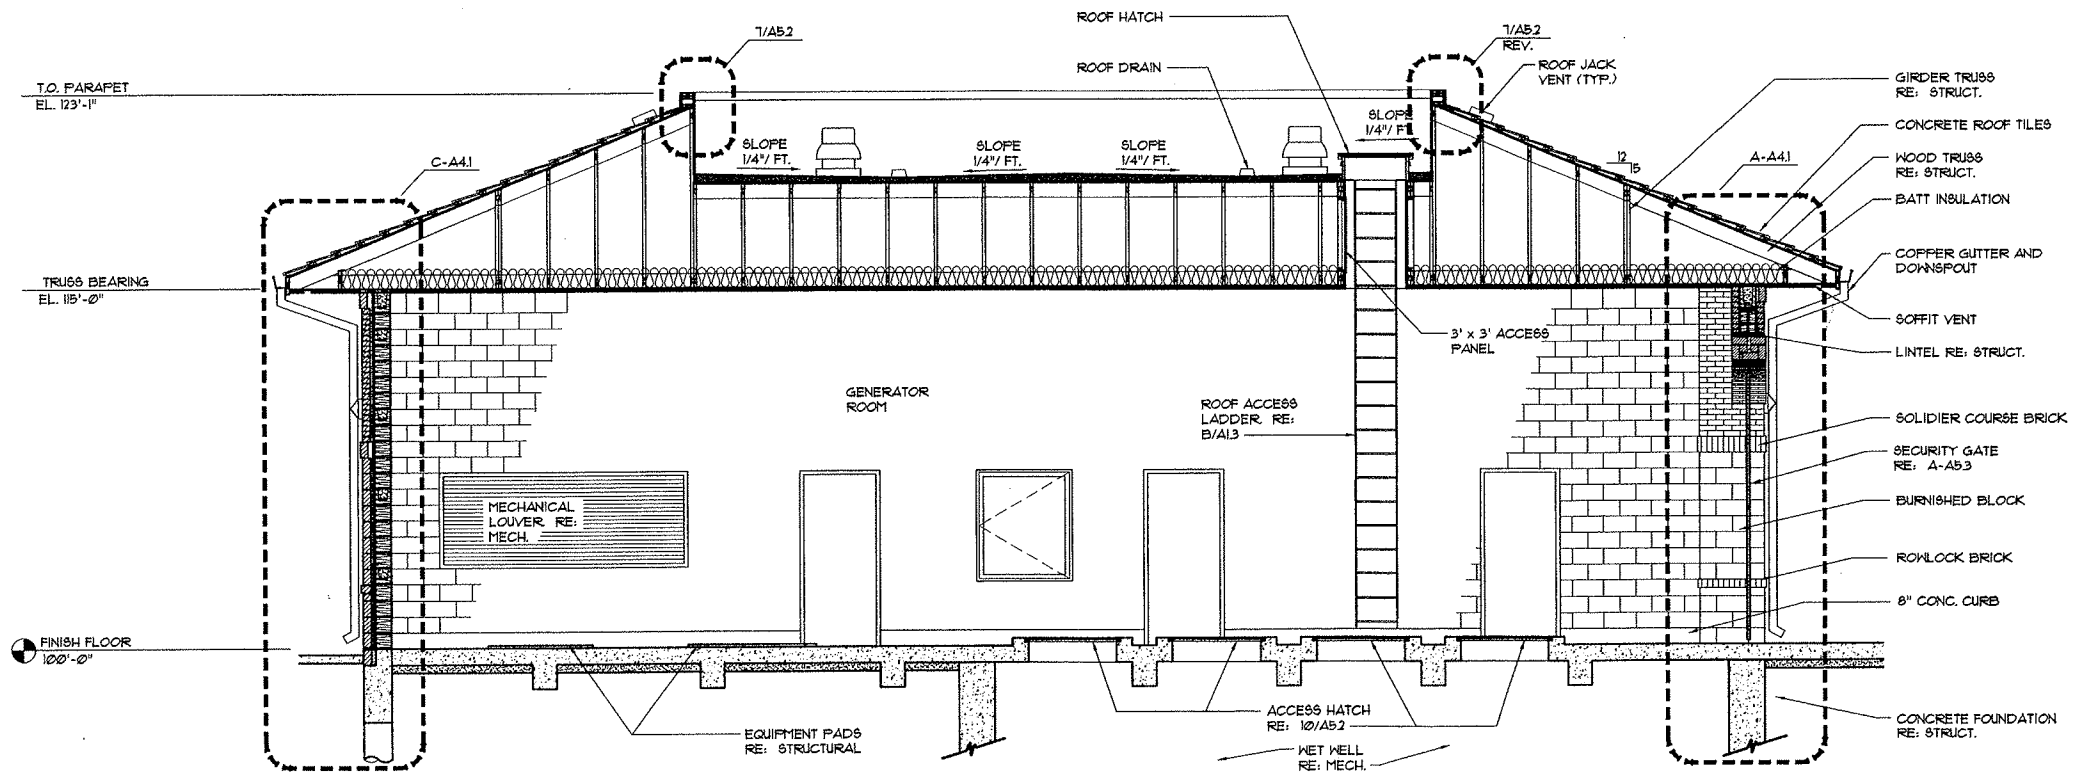 ROOF HATCH
7/A5.2
7/A5.2
REV.
ROOF DRAIN
ROOF JACK
VENT (TYP.)
GIRDER TRUSS
RE: STRUCT.
T.O. PARAPET
EL. 123'-1"
CONCRETE ROOF TILES
SLOPE
1/4"/ FT.
SLOPE
1/4"/ FT.
SLOPE
1/4"/ FT.
SLOPE
1/4"/ FT.
C-A4.1
12
15
A-A4.1
WOOD TRUSS
RE: STRUCT.
BATT INSULATION
TRUSS BEARING
EL. 115'-0"
COPPER GUTTER AND
DOWNSPOUT
SOFFIT VENT
3' x 3' ACCESS
PANEL
LINTEL RE: STRUCT.
GENERATOR
ROOM
ROOF ACCESS
LADDER RE:
B/A1.3
SOLIDIER COURSE BRICK
SECURITY GATE
RE: A-A5.3
MECHANICAL
LOUVER RE:
MECH.
BURNISHED BLOCK
ROWLOCK BRICK
8" CONC. CURB
FINISH FLOOR
100'-0"
ACCESS HATCH
RE: 10/A5.2
EQUIPMENT PADS
RE: STRUCTURAL
WET WELL
RE: MECH.
CONCRETE FOUNDATION
RE: STRUCT.